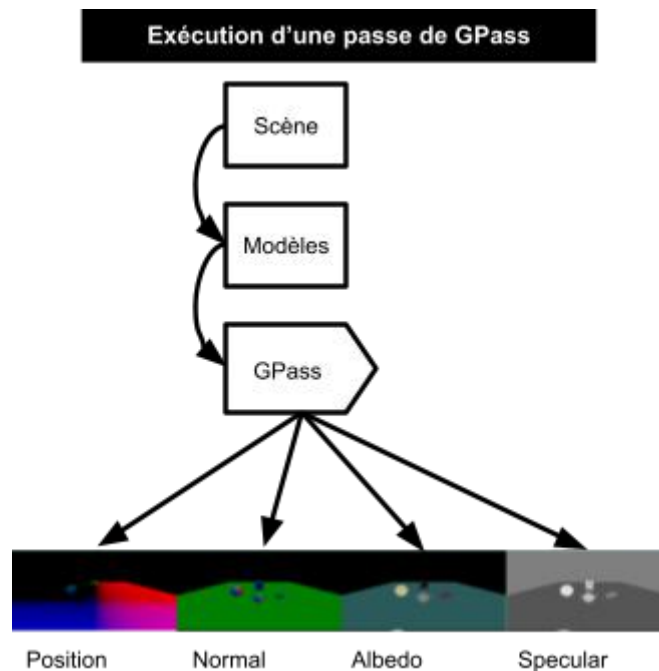 Exécution d'une passe de GPass
Scène
Modèles
GPass
Position Normal Albedo Specular